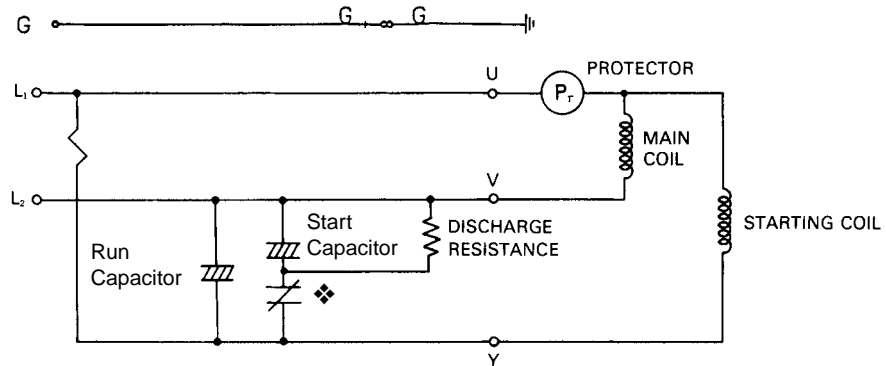 G G G
U PROTECTOR
L₁ Pr
MAIN
COIL
L₂ V
Start
Capacitor
DISCHARGE
RESISTANCE
STARTING COIL
Run
Capacitor
Y